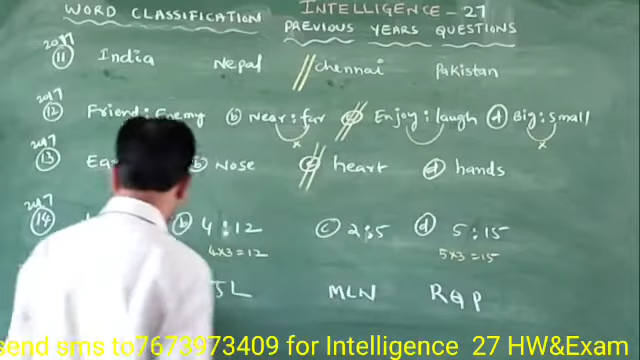 WORD CLASSIFICATION INTELLIGENCE - 27
PREVIOUS YEARS QUESTIONS
2017 (11) India Nepal chennai pakistan
2017 (12) Friend : Enemy (b) Near : far (c) Enjoy : laugh (d) Big : small
x x
2017 (13) (b) Nose (c) heart (d) hands
2017 (14) (b) 4 : 12 (c) 2 : 5 (d) 5 : 15
4x3 = 12 5x3 = 15
JL MLN RQP
send sms to7673973409 for Intelligence 27 HW&Exam